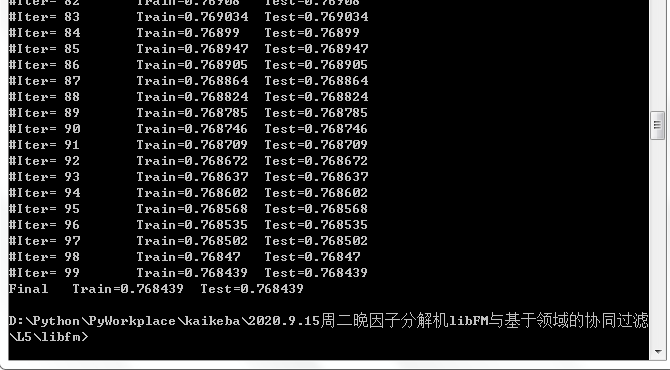 #Iter= 82 Train=0.76908 Test=0.76908
#Iter= 83 Train=0.769034 Test=0.769034
#Iter= 84 Train=0.76899 Test=0.76899
#Iter= 85 Train=0.768947 Test=0.768947
#Iter= 86 Train=0.768905 Test=0.768905
#Iter= 87 Train=0.768864 Test=0.768864
#Iter= 88 Train=0.768824 Test=0.768824
#Iter= 89 Train=0.768785 Test=0.768785
#Iter= 90 Train=0.768746 Test=0.768746
#Iter= 91 Train=0.768709 Test=0.768709
#Iter= 92 Train=0.768672 Test=0.768672
#Iter= 93 Train=0.768637 Test=0.768637
#Iter= 94 Train=0.768602 Test=0.768602
#Iter= 95 Train=0.768568 Test=0.768568
#Iter= 96 Train=0.768535 Test=0.768535
#Iter= 97 Train=0.768502 Test=0.768502
#Iter= 98 Train=0.76847 Test=0.76847
#Iter= 99 Train=0.768439 Test=0.768439
Final Train=0.768439 Test=0.768439
D:\Python\PyWorkplace\kaikeba\2020.9.15周二晚因子分解机libFM与基于领域的协同过滤
\L5\libfm>